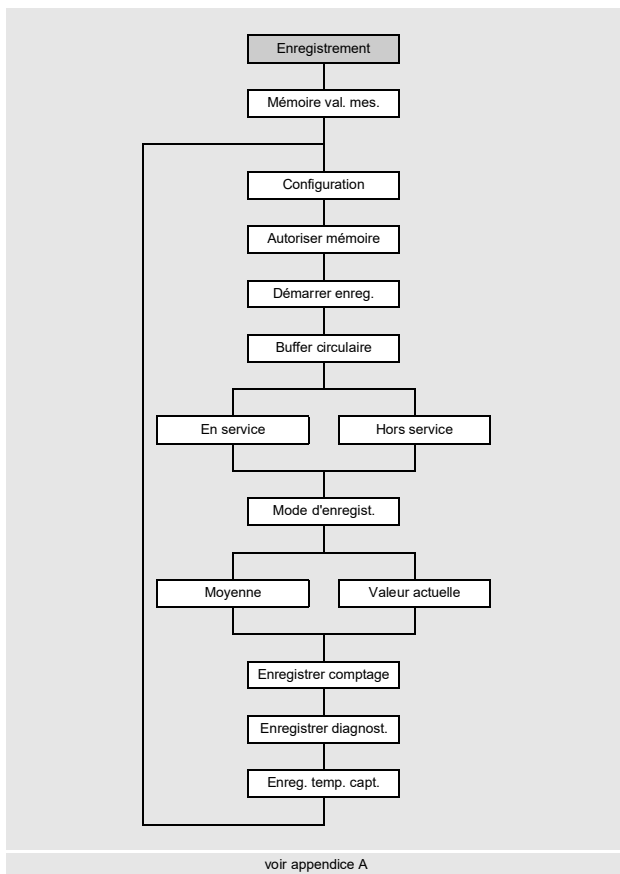 Enregistrement
Mémoire val. mes.
Configuration
Autoriser mémoire
Démarrer enreg.
Buffer circulaire
En service
Hors service
Mode d'enregist.
Moyenne
Valeur actuelle
Enregistrer comptage
Enregistrer diagnost.
Enreg. temp. capt.
voir appendice A